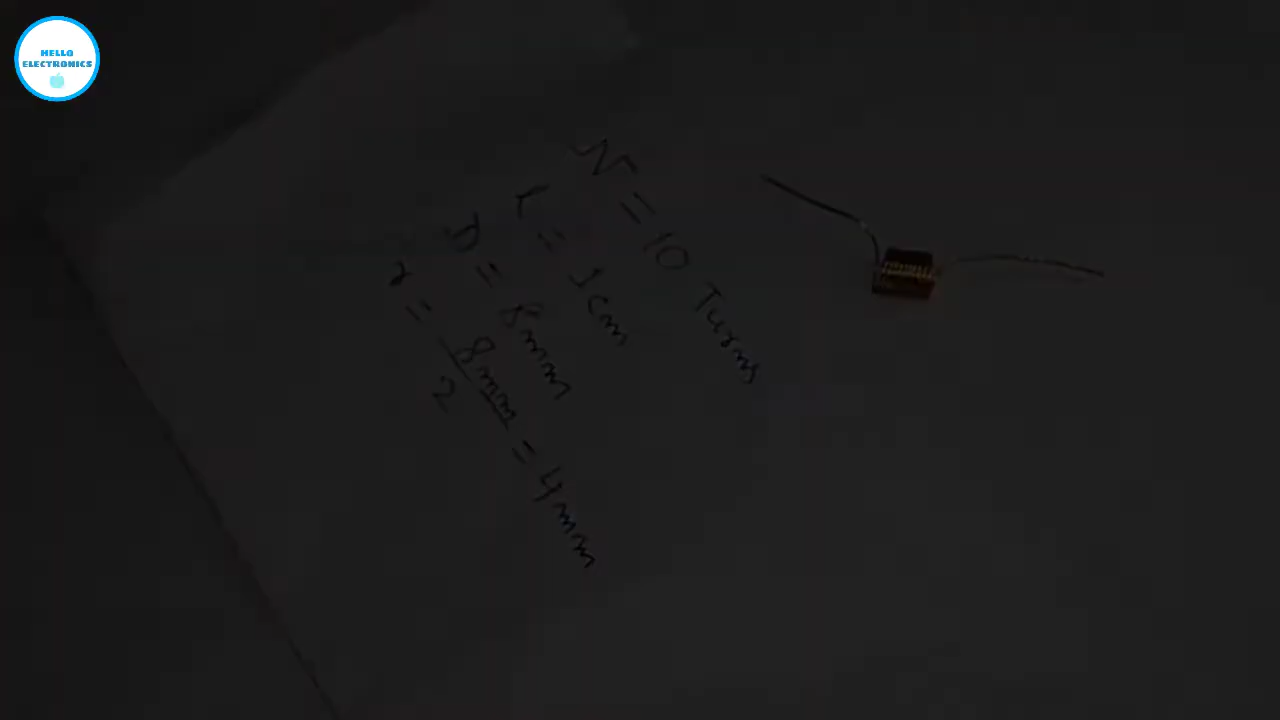 HELLO
ELECTRONICS
N = 10 Turns
l = 1cm
D = 8mm
r = 8mm/2 = 4mm